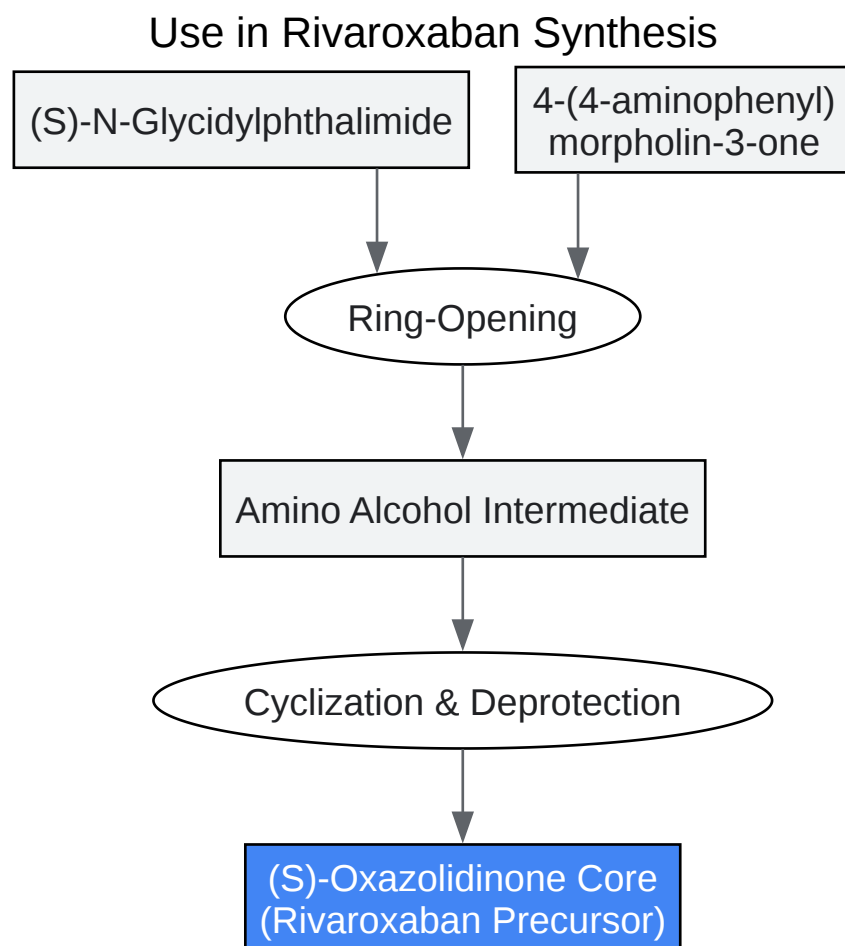 Use in Rivaroxaban Synthesis
(S)-N-Glycidylphthalimide
4-(4-aminophenyl)
morpholin-3-one
Ring-Opening
Amino Alcohol Intermediate
Cyclization & Deprotection
(S)-Oxazolidinone Core
(Rivaroxaban Precursor)